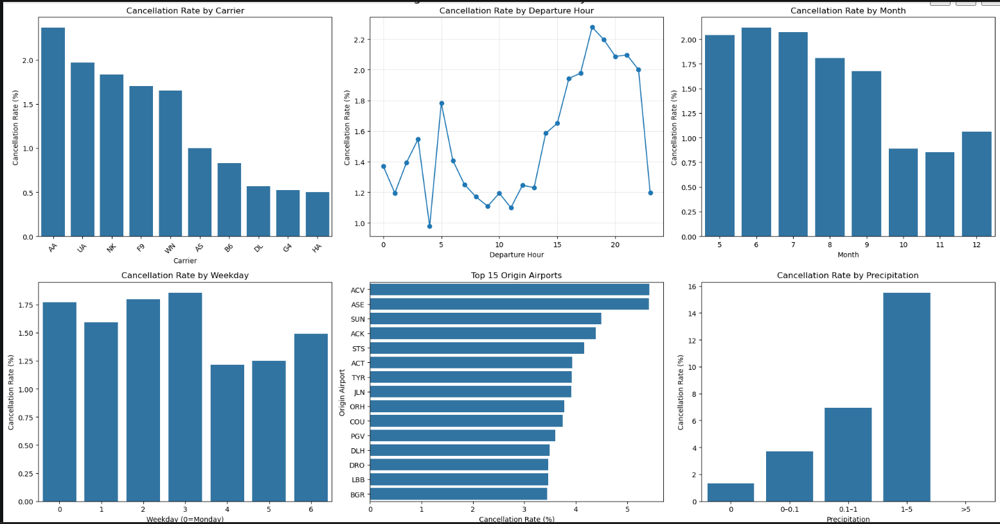 Cancellation Rate by Carrier
Cancellation Rate (%)
2.0
1.5
1.0
0.5
0.0
AA UA NK F9 WN AS B6 DL G4 HA
Carrier
Cancellation Rate by Departure Hour
Cancellation Rate (%)
2.2
2.0
1.8
1.6
1.4
1.2
1.0
0 5 10 15 20
Departure Hour
Cancellation Rate by Month
Cancellation Rate (%)
2.00
1.75
1.50
1.25
1.00
0.75
0.50
0.25
0.00
5 6 7 8 9 10 11 12
Month
Cancellation Rate by Weekday
Cancellation Rate (%)
1.75
1.50
1.25
1.00
0.75
0.50
0.25
0.00
0 1 2 3 4 5 6
Weekday (0=Monday)
Top 15 Origin Airports
Origin Airport
ACV
ASE
SUN
ACK
STS
ACT
TYR
JLN
ORH
COU
PGV
DLH
DRO
LBB
BGR
0 1 2 3 4 5
Cancellation Rate (%)
Cancellation Rate by Precipitation
Cancellation Rate (%)
16
14
12
10
8
6
4
2
0
0 0–0.1 0.1–1 1–5 >5
Precipitation